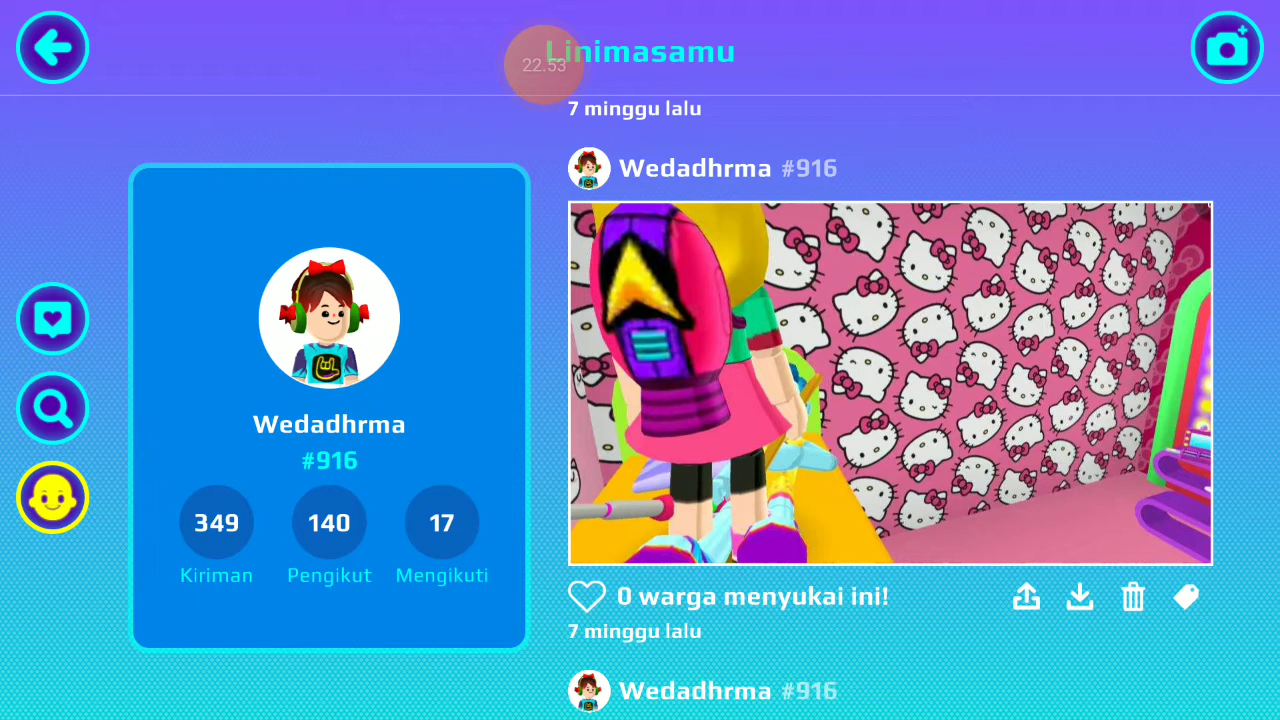 Linimasamu
22.53
7 minggu lalu
Wedadhrma #916
Wedadhrma
#916
349
140
17
Kiriman
Pengikut
Mengikuti
0 warga menyukai ini!
7 minggu lalu
Wedadhrma #916